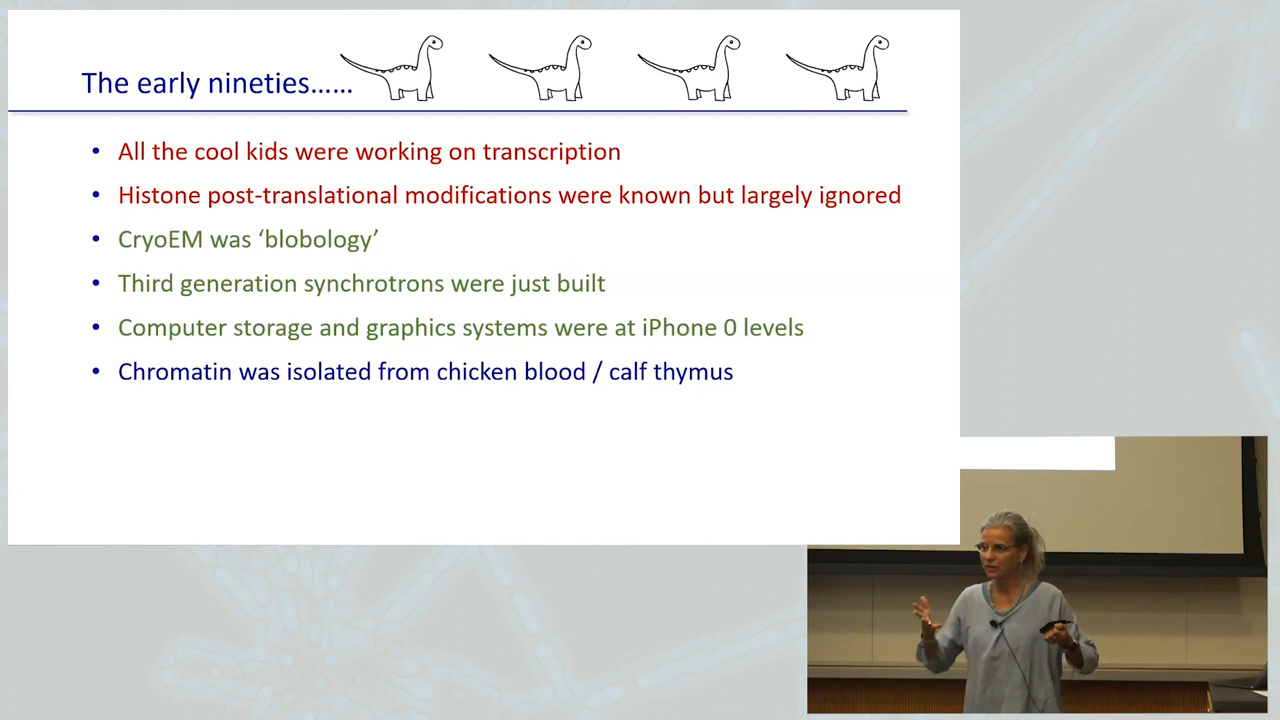 The early nineties……
• All the cool kids were working on transcription
• Histone post-translational modifications were known but largely ignored
• CryoEM was ‘blobology’
• Third generation synchrotrons were just built
• Computer storage and graphics systems were at iPhone 0 levels
• Chromatin was isolated from chicken blood / calf thymus